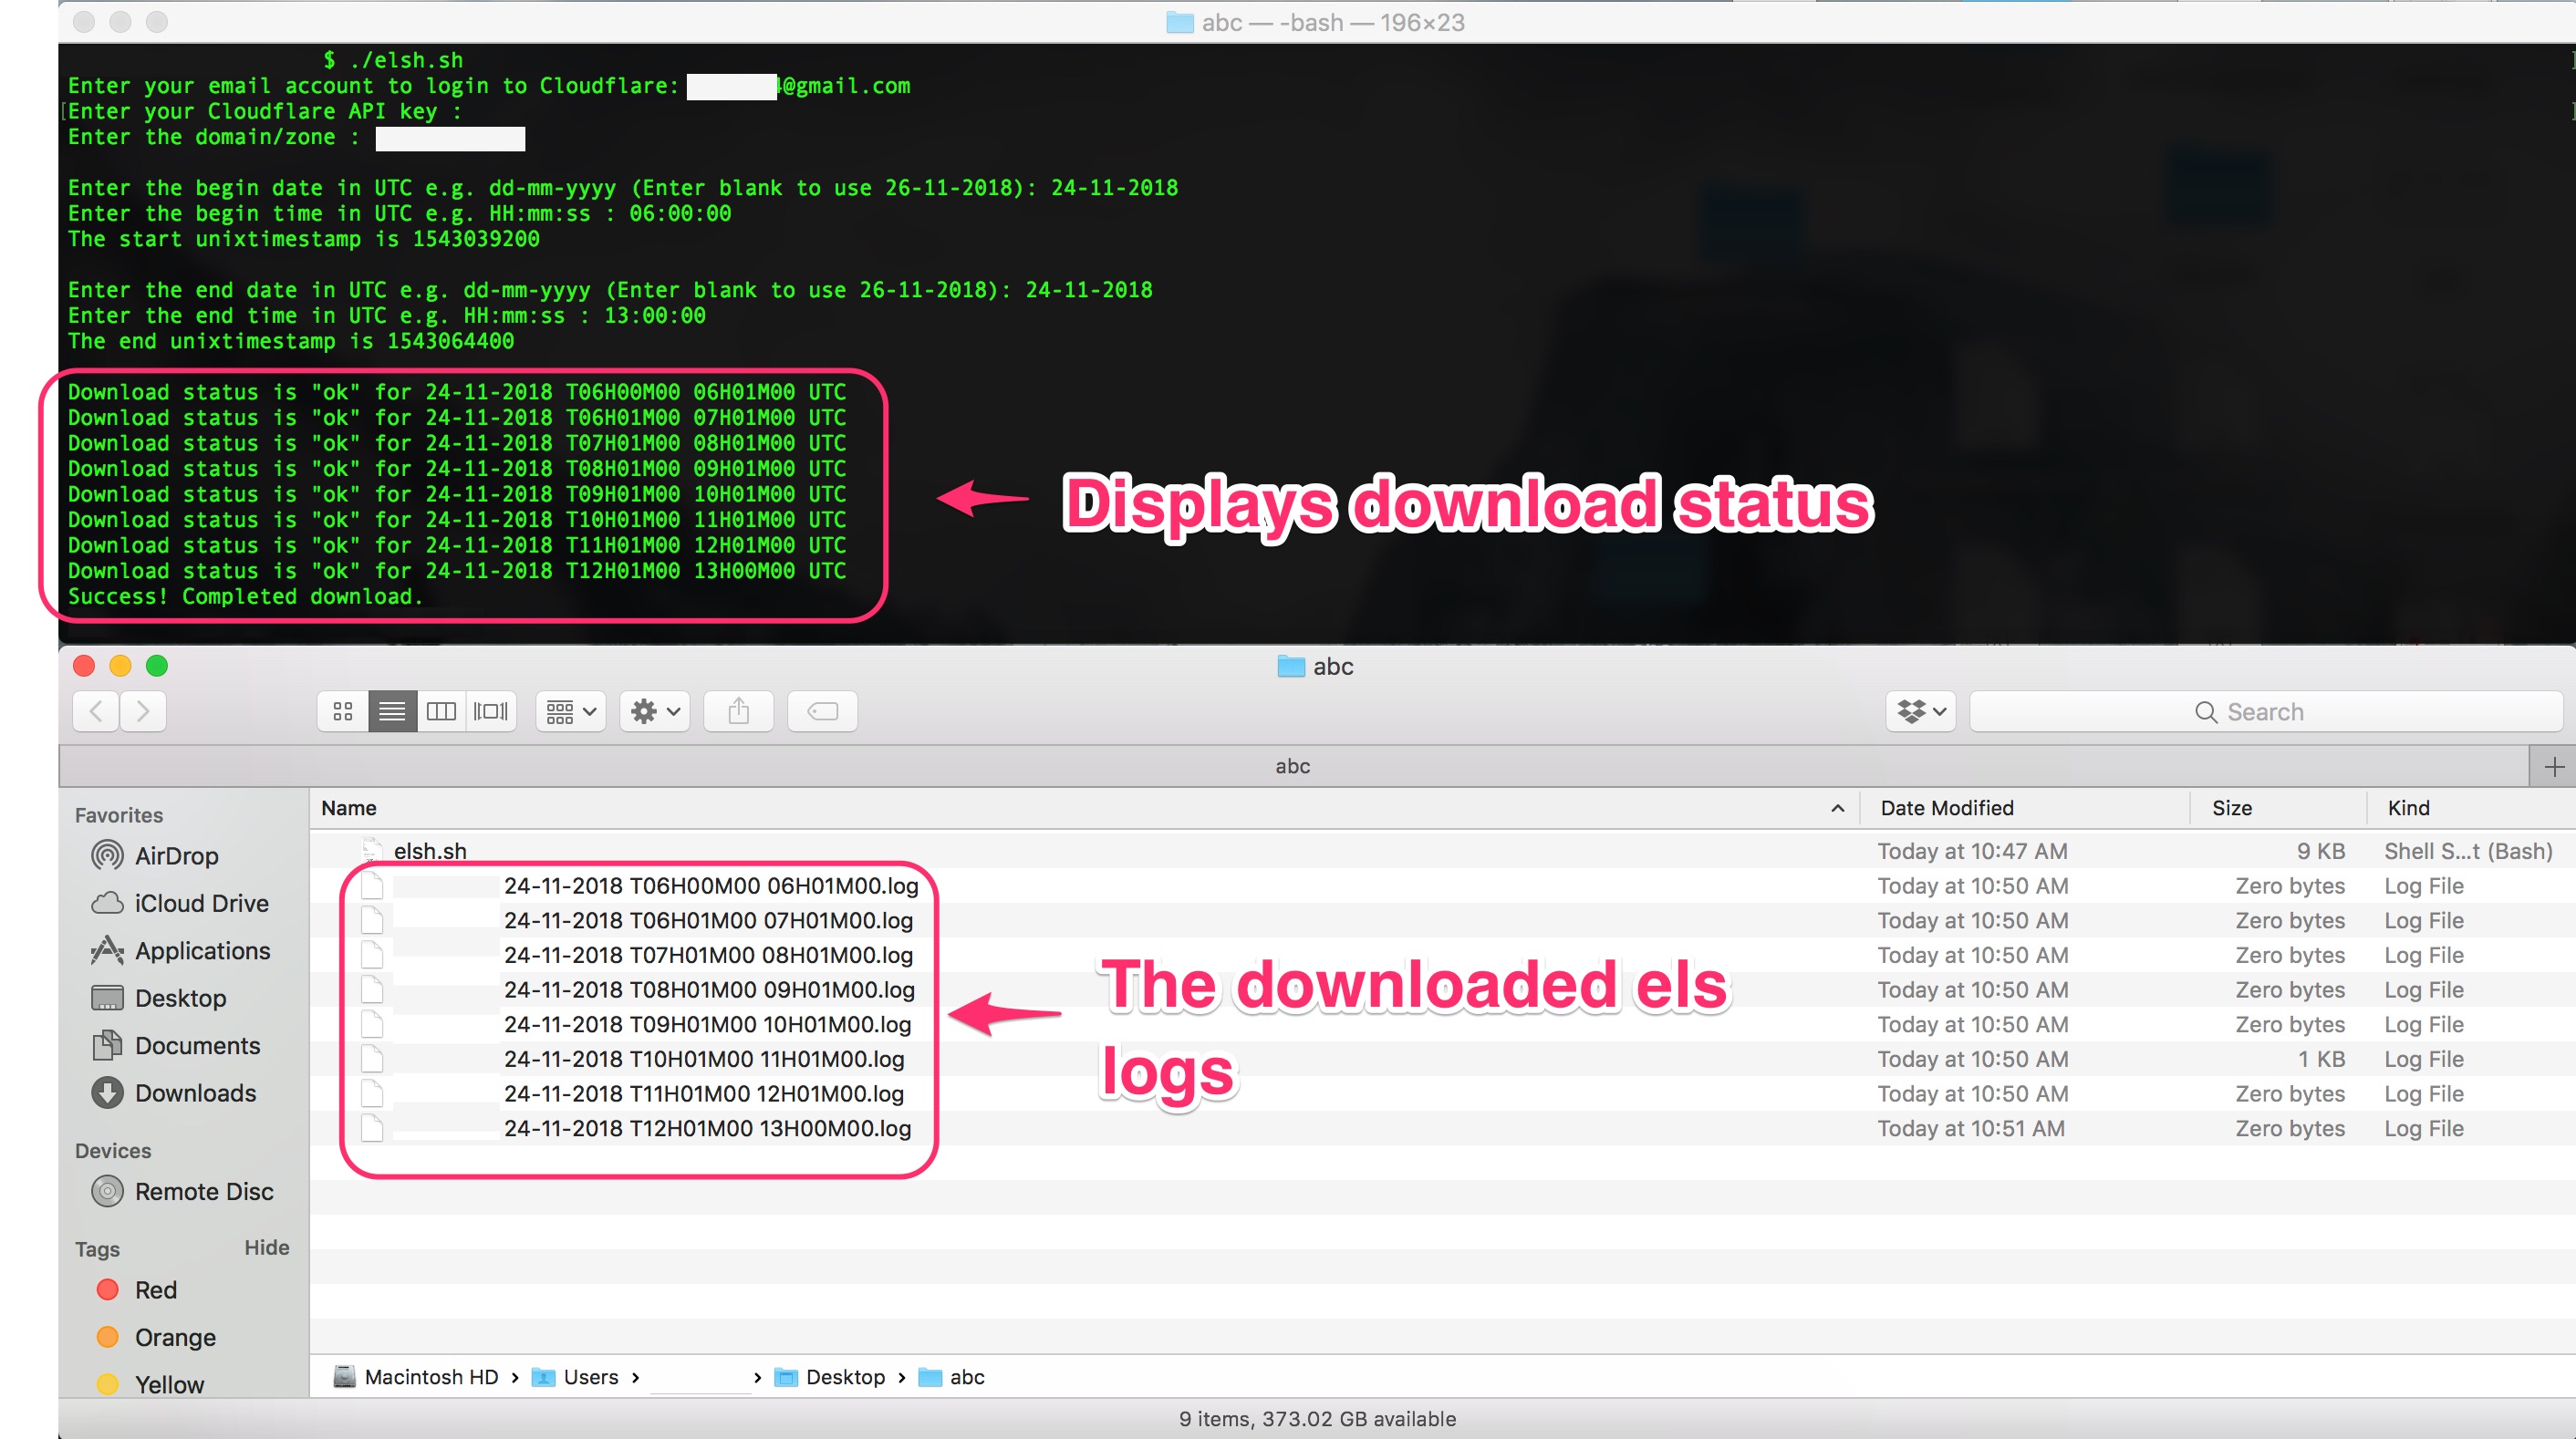 abc — -bash — 196×23
$ ./elsh.sh
Enter your email account to login to Cloudflare: 4@gmail.com
[Enter your Cloudflare API key :
Enter the domain/zone :
Enter the begin date in UTC e.g. dd-mm-yyyy (Enter blank to use 26-11-2018): 24-11-2018
Enter the begin time in UTC e.g. HH:mm:ss : 06:00:00
The start unixtimestamp is 1543039200
Enter the end date in UTC e.g. dd-mm-yyyy (Enter blank to use 26-11-2018): 24-11-2018
Enter the end time in UTC e.g. HH:mm:ss : 13:00:00
The end unixtimestamp is 1543064400
Download status is "ok" for 24-11-2018 T06H00M00 06H01M00 UTC
Download status is "ok" for 24-11-2018 T06H01M00 07H01M00 UTC
Download status is "ok" for 24-11-2018 T07H01M00 08H01M00 UTC
Download status is "ok" for 24-11-2018 T08H01M00 09H01M00 UTC
Download status is "ok" for 24-11-2018 T09H01M00 10H01M00 UTC
Download status is "ok" for 24-11-2018 T10H01M00 11H01M00 UTC
Download status is "ok" for 24-11-2018 T11H01M00 12H01M00 UTC
Download status is "ok" for 24-11-2018 T12H01M00 13H00M00 UTC
Success! Completed download.
Displays download status
abc
Search
abc
Name Date Modified Size Kind
elsh.sh Today at 10:47 AM 9 KB Shell S...t (Bash)
24-11-2018 T06H00M00 06H01M00.log Today at 10:50 AM Zero bytes Log File
24-11-2018 T06H01M00 07H01M00.log Today at 10:50 AM Zero bytes Log File
24-11-2018 T07H01M00 08H01M00.log Today at 10:50 AM Zero bytes Log File
24-11-2018 T08H01M00 09H01M00.log Today at 10:50 AM Zero bytes Log File
24-11-2018 T09H01M00 10H01M00.log Today at 10:50 AM Zero bytes Log File
24-11-2018 T10H01M00 11H01M00.log Today at 10:50 AM 1 KB Log File
24-11-2018 T11H01M00 12H01M00.log Today at 10:50 AM Zero bytes Log File
24-11-2018 T12H01M00 13H00M00.log Today at 10:51 AM Zero bytes Log File
The downloaded els
logs
Favorites
AirDrop
iCloud Drive
Applications
Desktop
Documents
Downloads
Devices
Remote Disc
Tags Hide
Red
Orange
Yellow
Macintosh HD › Users › › Desktop › abc
9 items, 373.02 GB available